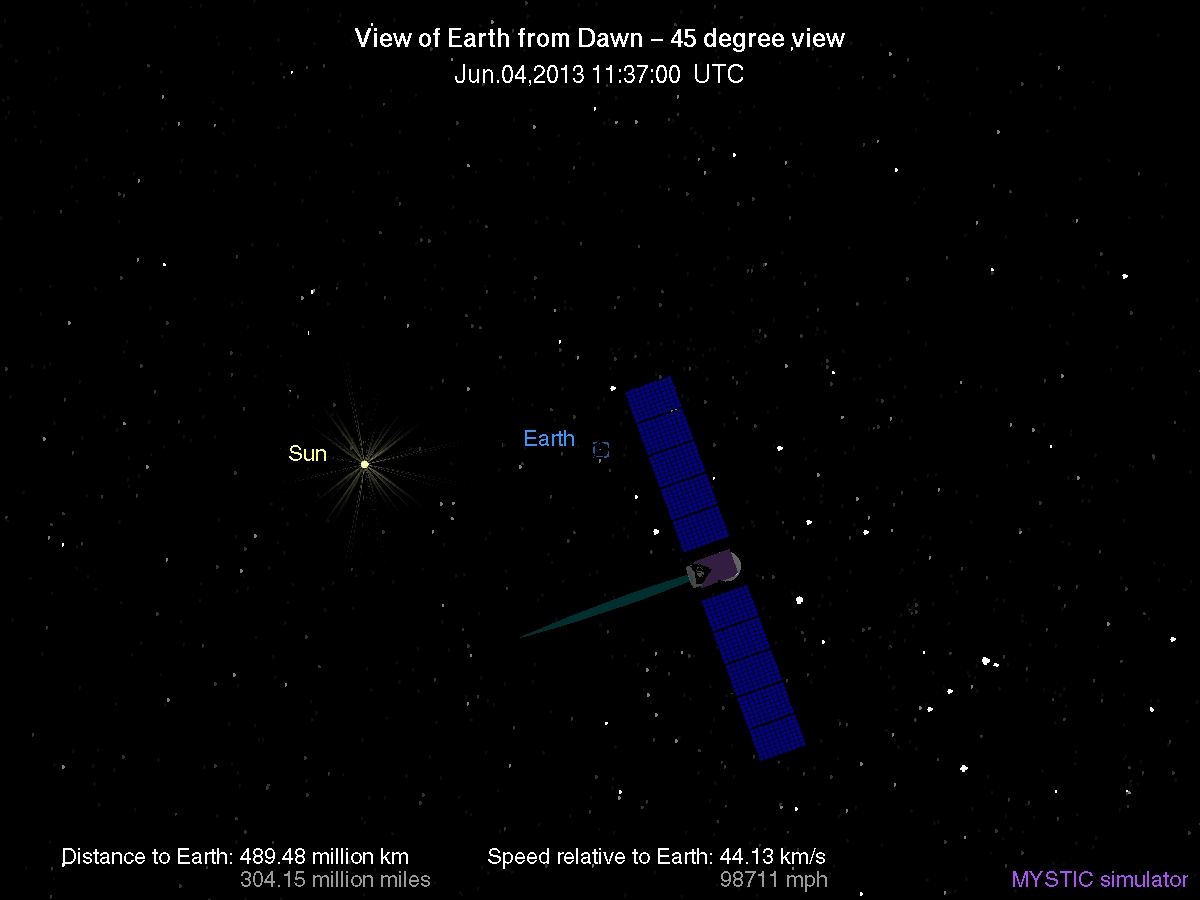 View of Earth from Dawn – 45 degree view
Jun.04,2013 11:37:00 UTC
Earth
Sun
Distance to Earth: 489.48 million km
304.15 million miles
Speed relative to Earth: 44.13 km/s
98711 mph
MYSTIC simulator